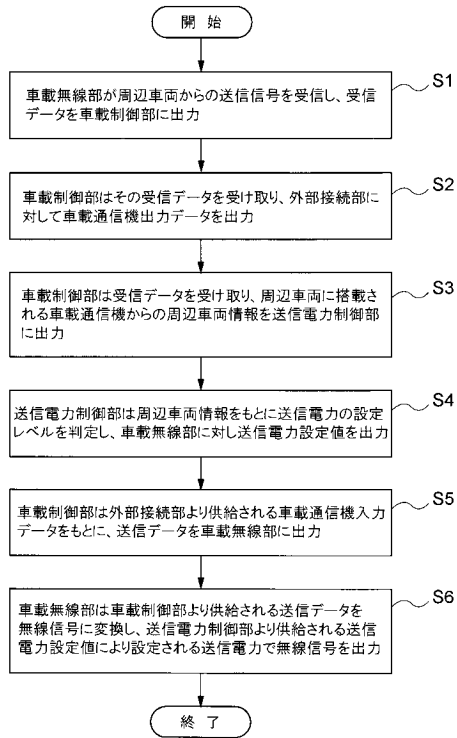 開 始
車載無線部が周辺車両からの送信信号を受信し、受信
データを車載制御部に出力
S1
車載制御部はその受信データを受け取り、外部接続部に
対して車載通信機出力データを出力
S2
車載制御部は受信データを受け取り、周辺車両に搭載さ
れる車載通信機からの周辺車両情報を送信電力制御部
に出力
S3
送信電力制御部は周辺車両情報をもとに送信電力の設定
レベルを判定し、車載無線部に対し送信電力設定値を出力
S4
車載制御部は外部接続部より供給される車載通信機入力
データをもとに、送信データを車載無線部に出力
S5
車載無線部は車載制御部より供給される送信データを
無線信号に変換し、送信電力制御部より供給される送信
電力設定値により設定される送信電力で無線信号を出力
S6
終 了